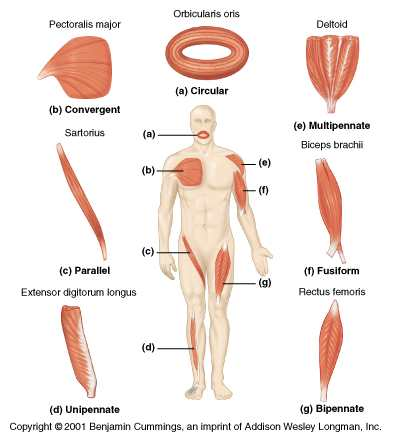 Orbicularis oris
Pectoralis major
Deltoid
(a) Circular
(b) Convergent
(e) Multipennate
Sartorius
Biceps brachii
(a)
(b)
(e)
(f)
(c)
(g)
(d)
(c) Parallel
(f) Fusiform
Extensor digitorum longus
Rectus femoris
(d) Unipennate
(g) Bipennate
Copyright © 2001 Benjamin Cummings, an imprint of Addison Wesley Longman, Inc.